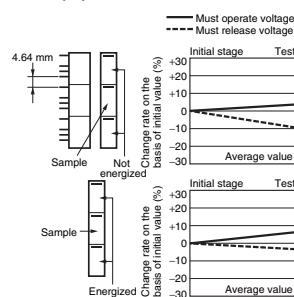 Must operate voltage
Must release voltage
4.64 mm
Sample
Not
energized
Change rate on the
basis of initial value (%)
Initial stage
Tes
+30
+20
+10
0
−10
−20
−30
Average value
Sample
Energized
Change rate on the
basis of initial value (%)
Initial stage
Tes
+30
+20
+10
0
−10
−20
−30
Average value